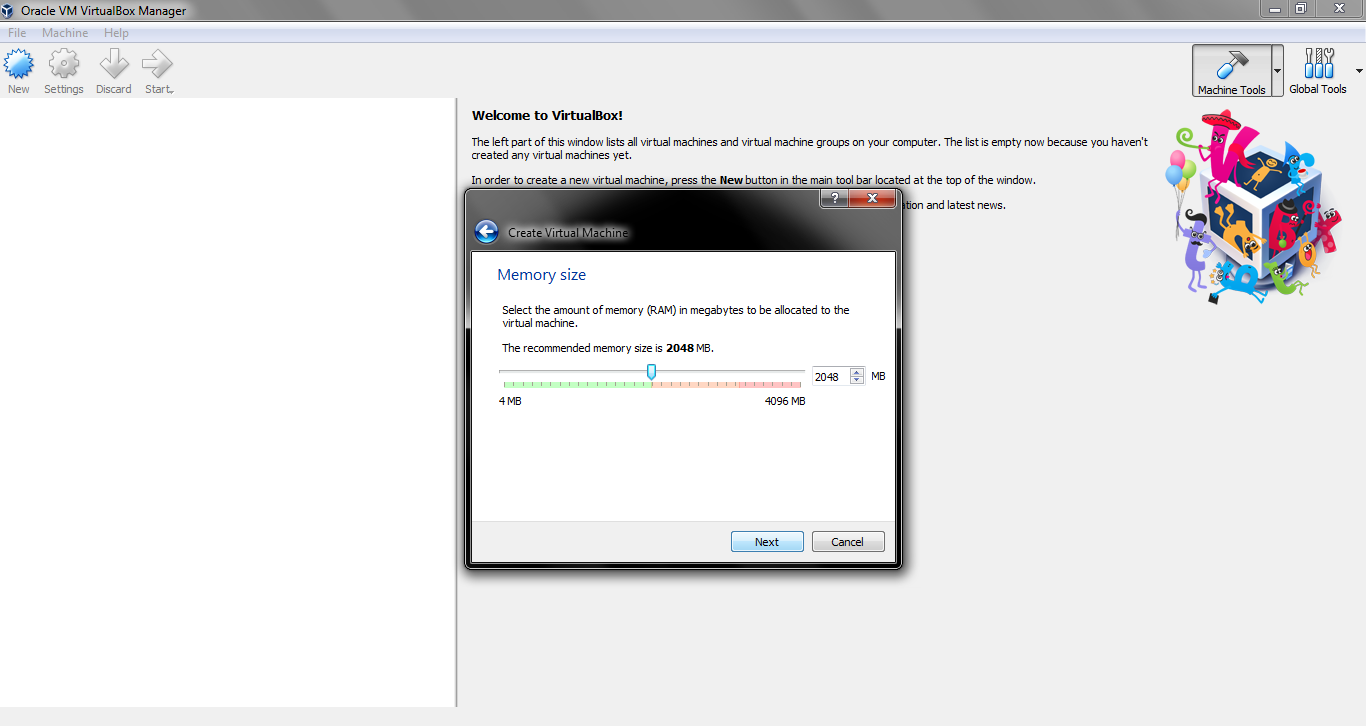 Oracle VM VirtualBox Manager
File Machine Help
New Settings Discard Start
Machine Tools Global Tools
Welcome to VirtualBox!
The left part of this window lists all virtual machines and virtual machine groups on your computer. The list is empty now because you haven't
created any virtual machines yet.
In order to create a new virtual machine, press the New button in the main tool bar located at the top of the window.
ation and latest news.
?
Create Virtual Machine
Memory size
Select the amount of memory (RAM) in megabytes to be allocated to the
virtual machine.
The recommended memory size is 2048 MB.
2048 MB
4 MB 4096 MB
Next Cancel